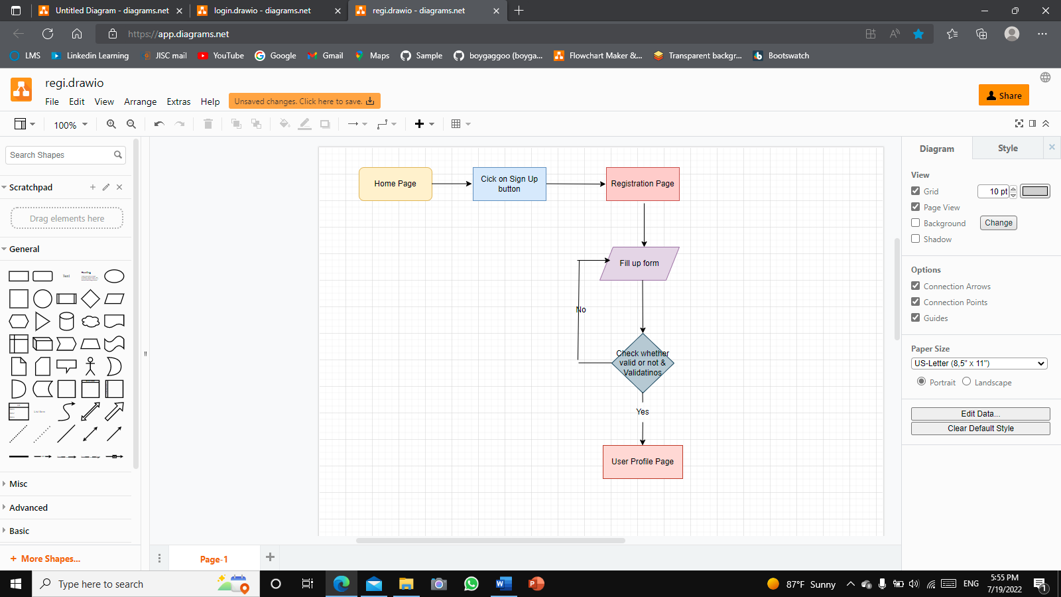 Untitled Diagram - diagrams.net
login.drawio - diagrams.net
regi.drawio - diagrams.net
https://app.diagrams.net
LMS
Linkedin Learning
JISC mail
YouTube
Google
Gmail
Maps
Sample
boygaggoo (boyga...
Flowchart Maker &...
Transparent backgr...
Bootswatch
regi.drawio
File Edit View Arrange Extras Help
Unsaved changes. Click here to save.
Share
100%
Search Shapes
Scratchpad
Drag elements here
General
Text
Heading
Misc
Advanced
Basic
+ More Shapes...
Home Page
Cick on Sign Up
button
Registration Page
Fill up form
No
Check whether
valid or not &
Validatinos
Yes
User Profile Page
Page-1
Diagram
Style
View
Grid
10 pt
Page View
Background
Change
Shadow
Options
Connection Arrows
Connection Points
Guides
Paper Size
US-Letter (8,5" x 11")
Portrait
Landscape
Edit Data...
Clear Default Style
Type here to search
87°F Sunny
ENG
5:55 PM
7/19/2022
1